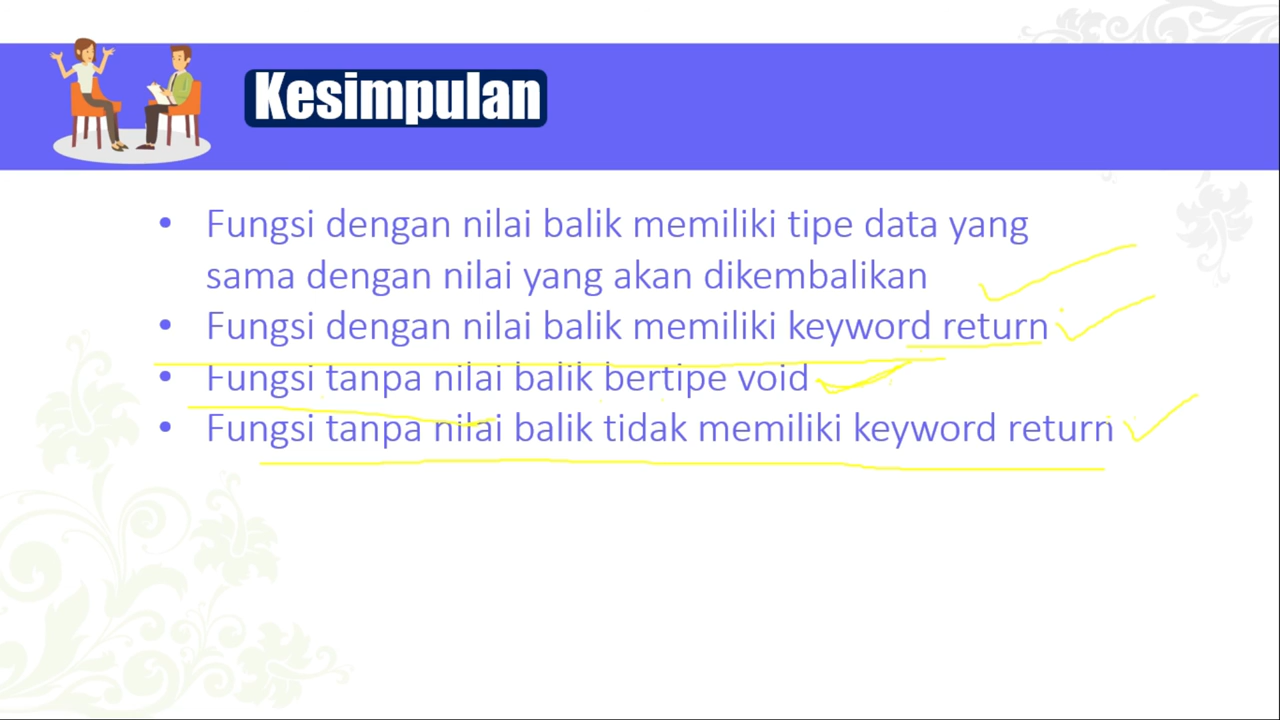 Kesimpulan
• Fungsi dengan nilai balik memiliki tipe data yang
sama dengan nilai yang akan dikembalikan
• Fungsi dengan nilai balik memiliki keyword return
• Fungsi tanpa nilai balik bertipe void
• Fungsi tanpa nilai balik tidak memiliki keyword return